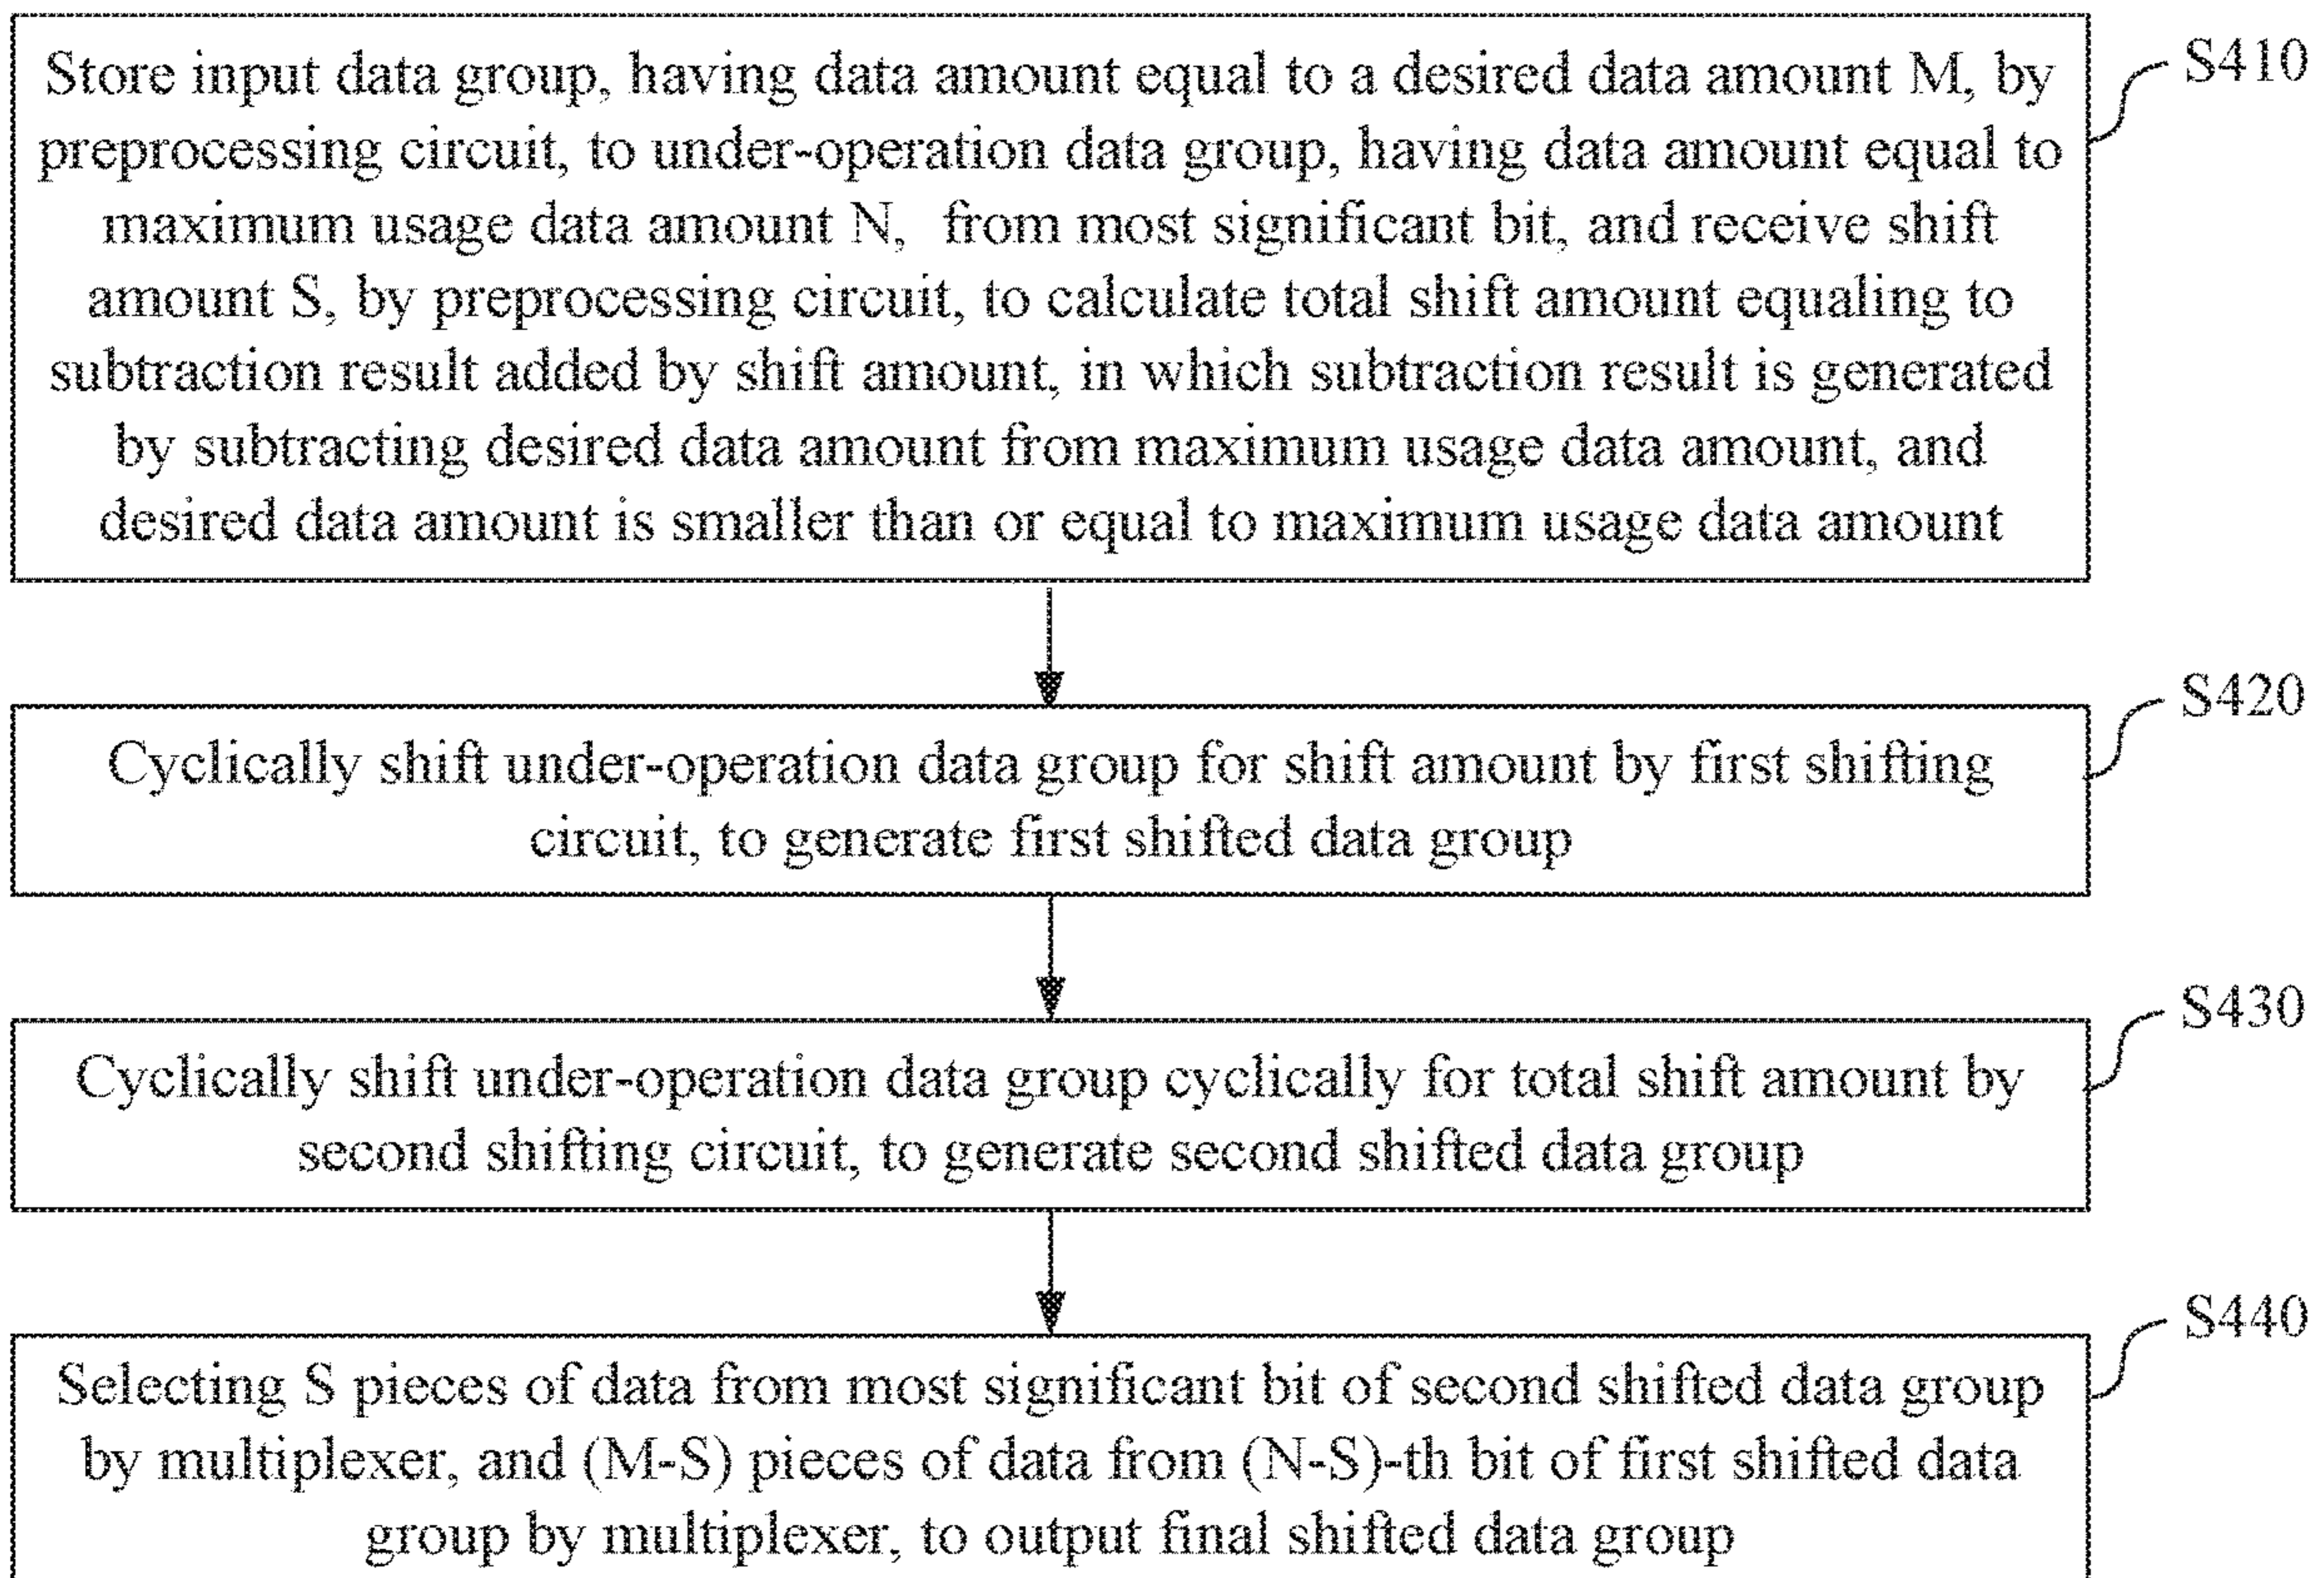 Store input data group, having data amount equal to a desired data amount M, by
preprocessing circuit, to under-operation data group, having data amount equal to
maximum usage data amount N, from most significant bit, and receive shift
amount S, by preprocessing circuit, to calculate total shift amount equaling to
subtraction result added by shift amount, in which subtraction result is generated
by subtracting desired data amount from maximum usage data amount, and
desired data amount is smaller than or equal to maximum usage data amount
S410
Cyclically shift under-operation data group for shift amount by first shifting
circuit, to generate first shifted data group
S420
Cyclically shift under-operation data group cyclically for total shift amount by
second shifting circuit, to generate second shifted data group
S430
Selecting S pieces of data from most significant bit of second shifted data group
by multiplexer, and (M-S) pieces of data from (N-S)-th bit of first shifted data
group by multiplexer, to output final shifted data group
S440